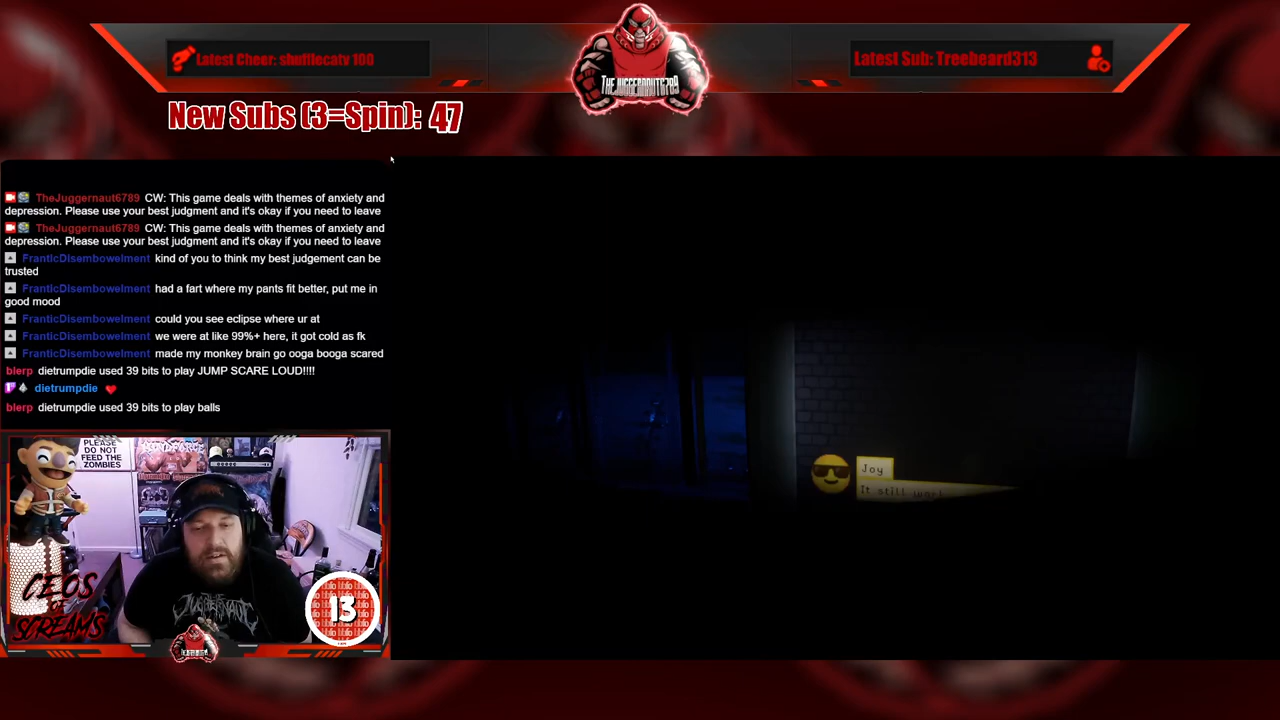 Latest Cheer: shufflecatv 100
THEJUGGERNAUT6789
Latest Sub: Treebeard313
New Subs (3=Spin): 47
TheJuggernaut6789 CW: This game deals with themes of anxiety and
depression. Please use your best judgment and it's okay if you need to leave
TheJuggernaut6789 CW: This game deals with themes of anxiety and
depression. Please use your best judgment and it's okay if you need to leave
FranticDisembowelment kind of you to think my best judgement can be
trusted
FranticDisembowelment had a fart where my pants fit better, put me in
good mood
FranticDisembowelment could you see eclipse where ur at
FranticDisembowelment we were at like 99%+ here, it got cold as fk
FranticDisembowelment made my monkey brain go ooga booga scared
blerp dietrumpdie used 39 bits to play JUMP SCARE LOUD!!!!
dietrumpdie
blerp dietrumpdie used 39 bits to play balls
Joy
It still
PLEASE
DO NOT
FEED THE
ZOMBIES
CEOS
OF
SCREAMS
13